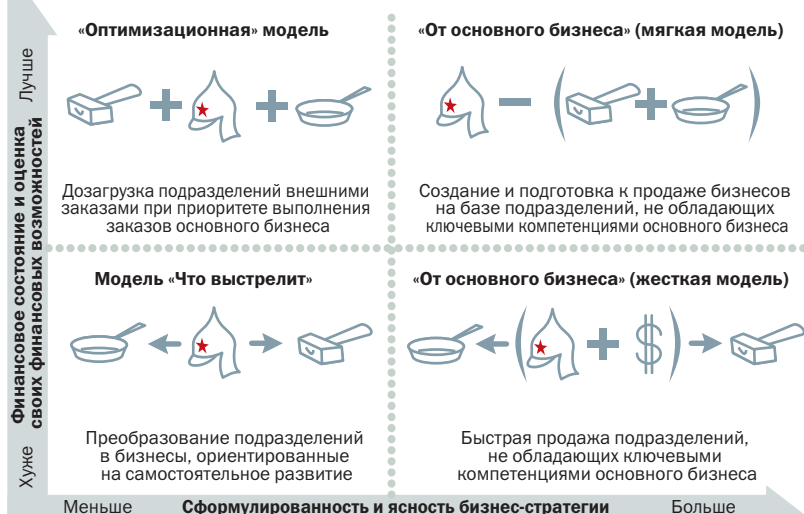 «Оптимизационная» модель
«От основного бизнеса» (мягкая модель)
Дозагрузка подразделений внешними
заказами при приоритете выполнения
заказов основного бизнеса
Создание и подготовка к продаже бизнесов
на базе подразделений, не обладающих
ключевыми компетенциями основного бизнеса
Модель «Что выстрелит»
«От основного бизнеса» (жесткая модель)
$
Преобразование подразделений
в бизнесы, ориентированные
на самостоятельное развитие
Быстрая продажа подразделений,
не обладающих ключевыми
компетенциями основного бизнеса
Лучше
Финансовое состояние и оценка
своих финансовых возможностей
Хуже
Меньше
Сформулированность и ясность бизнес-стратегии
Больше